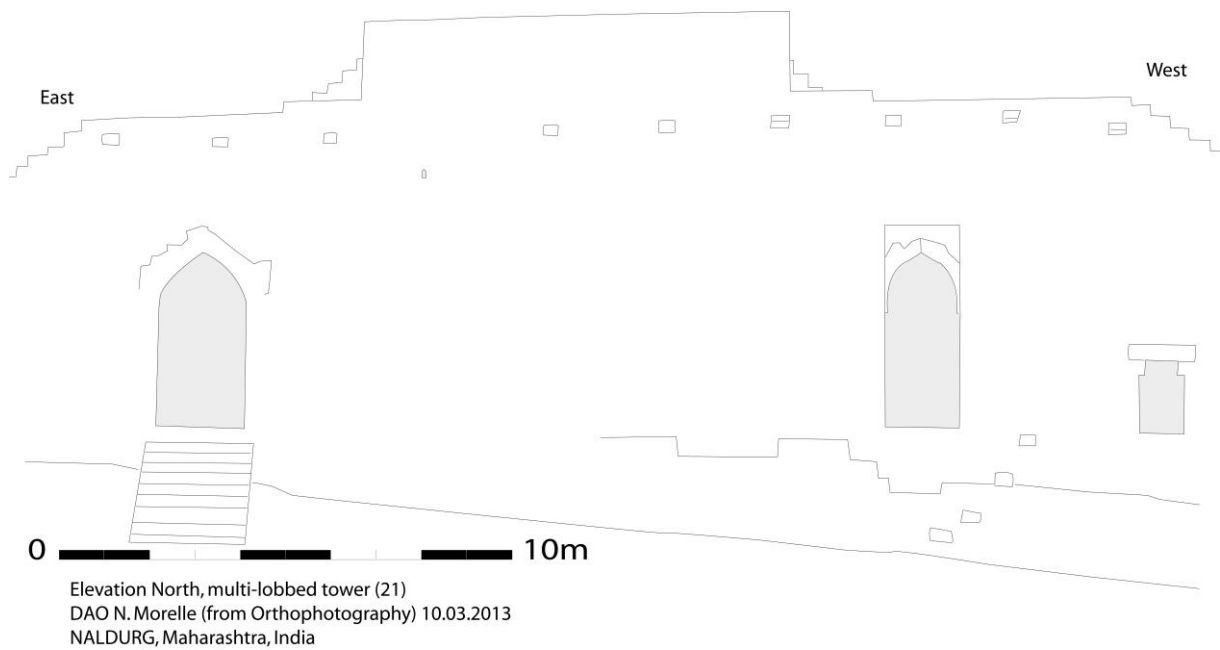 East
West
0 10m
Elevation North, multi-lobbed tower (21)
DAO N. Morelle (from Orthophotography) 10.03.2013
NALDURG, Maharashtra, India